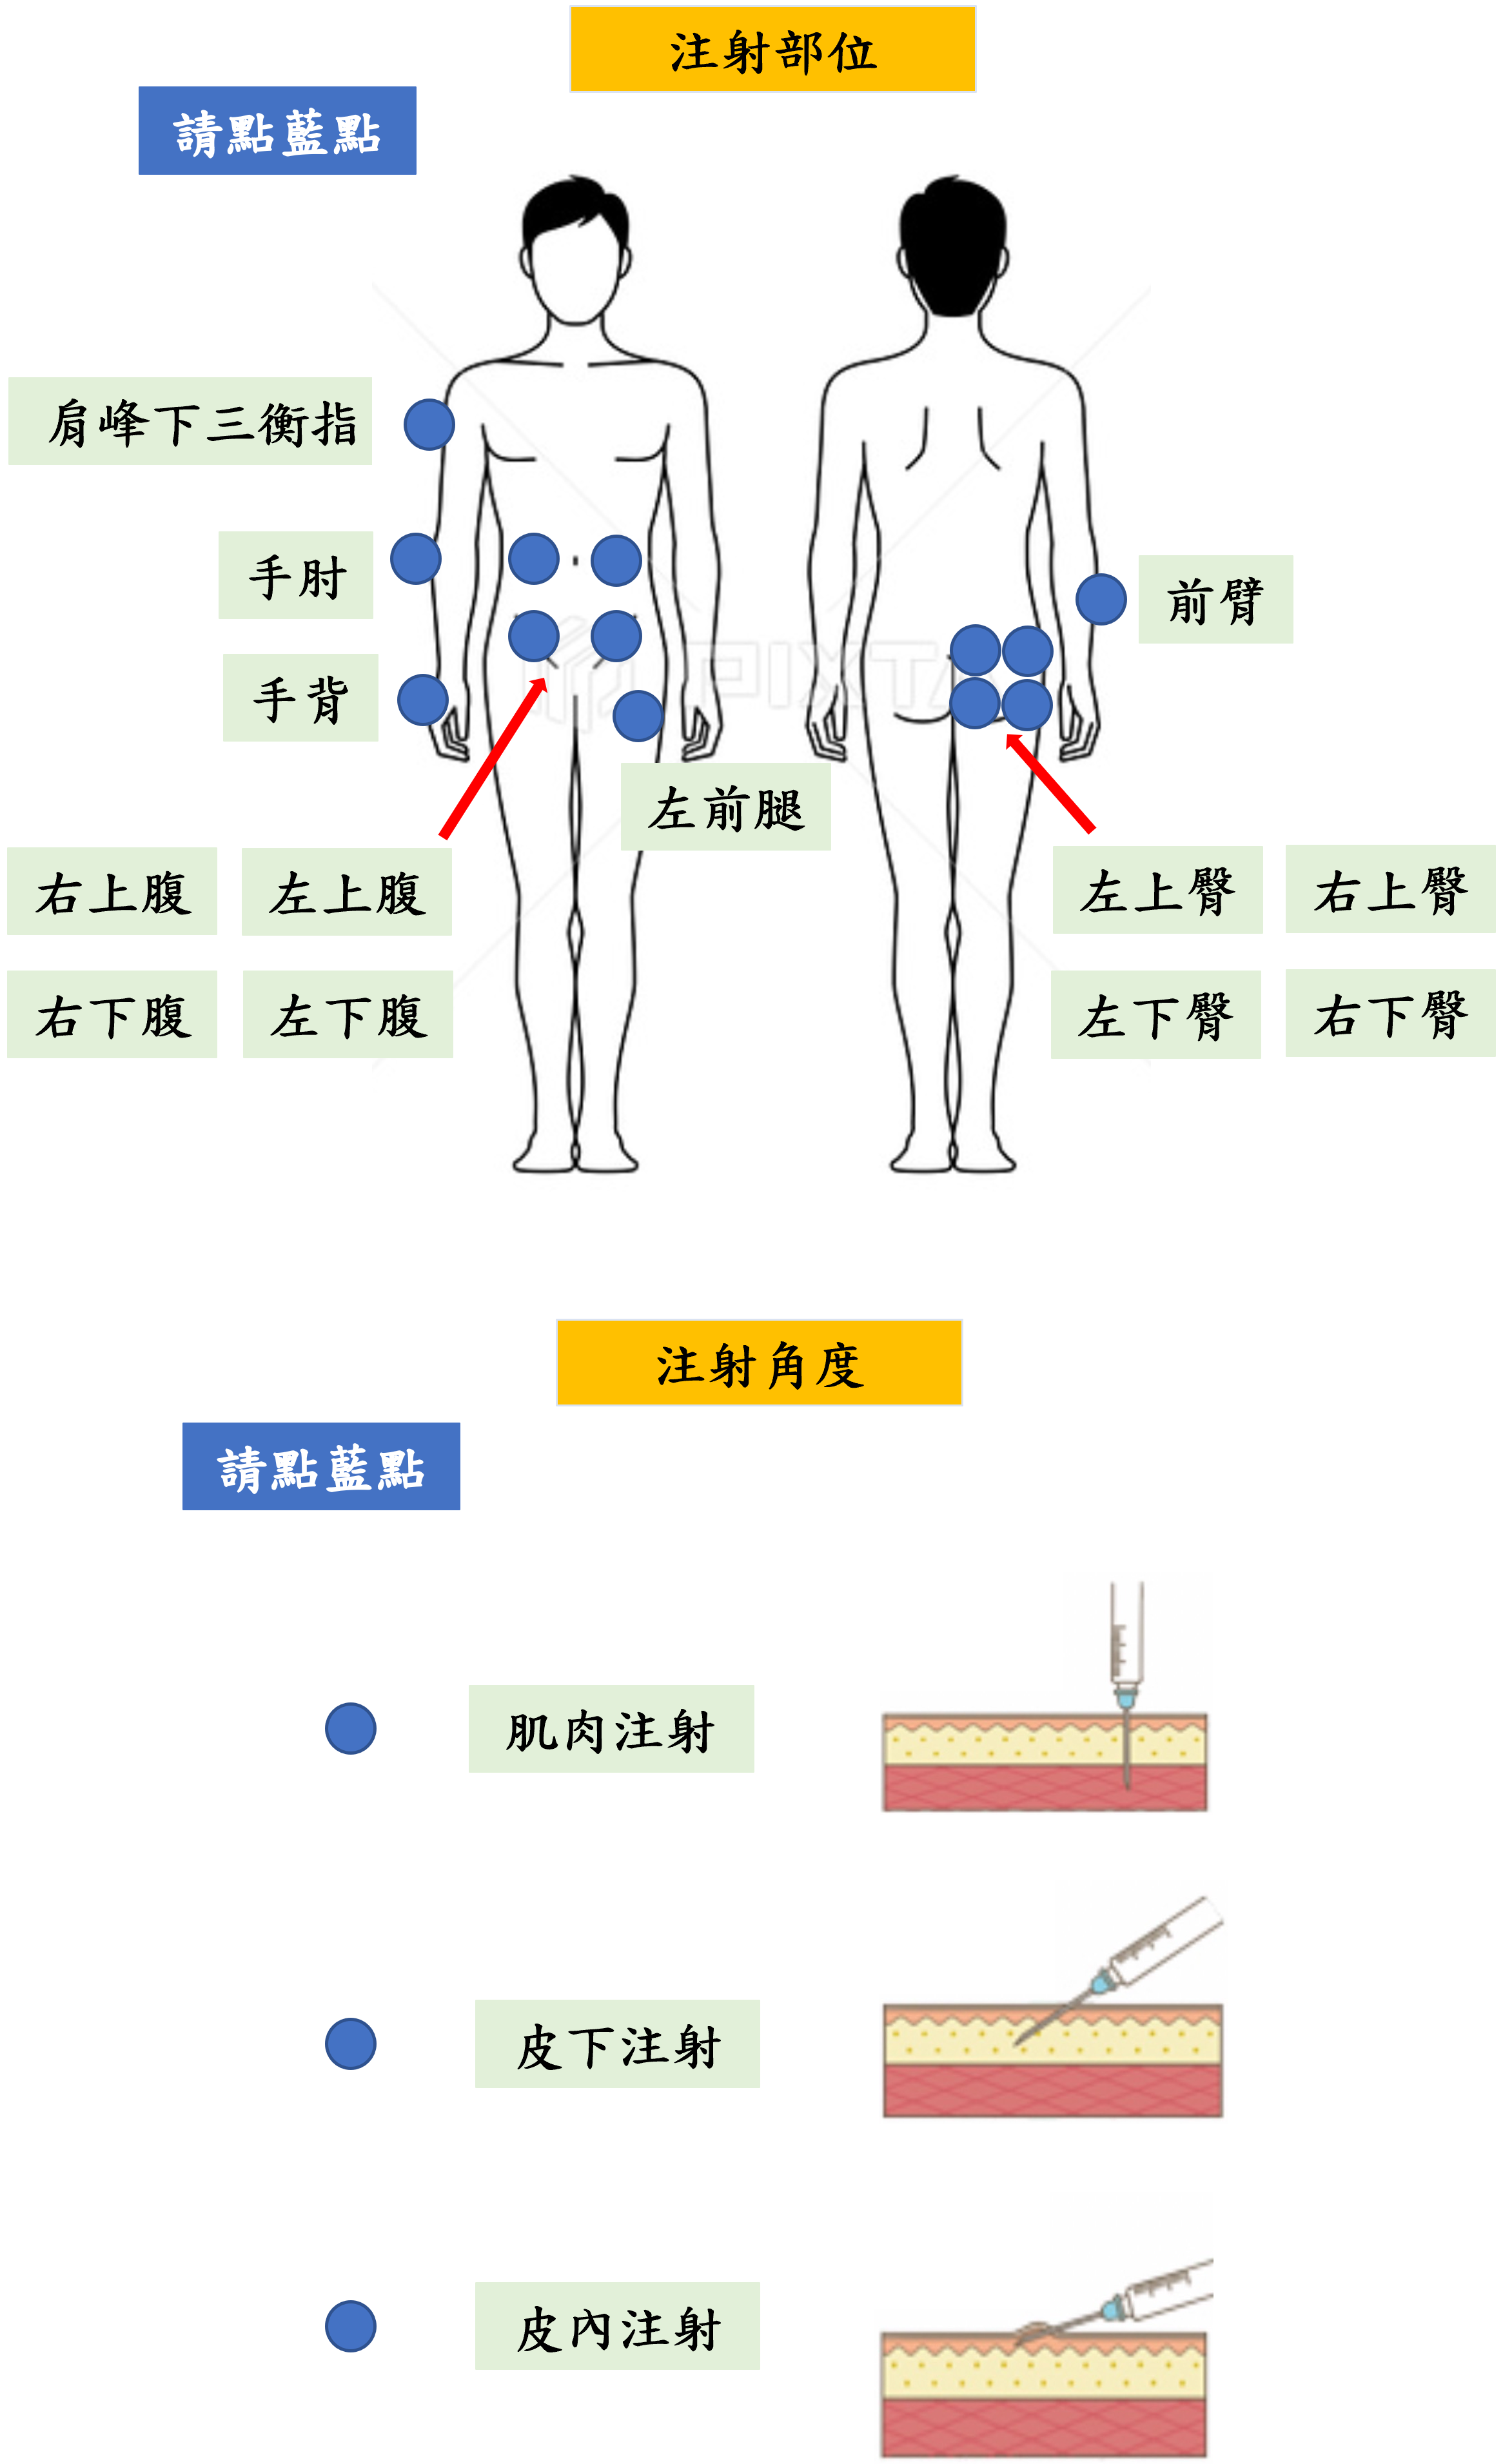 注射部位
請點藍點
肩峰下三衡指
手肘
前臂
手背
PIXTA
左前腿
右上腹 左上腹
左上臀 右上臀
右下腹 左下腹
左下臀 右下臀
注射角度
請點藍點
肌肉注射
皮下注射
皮內注射